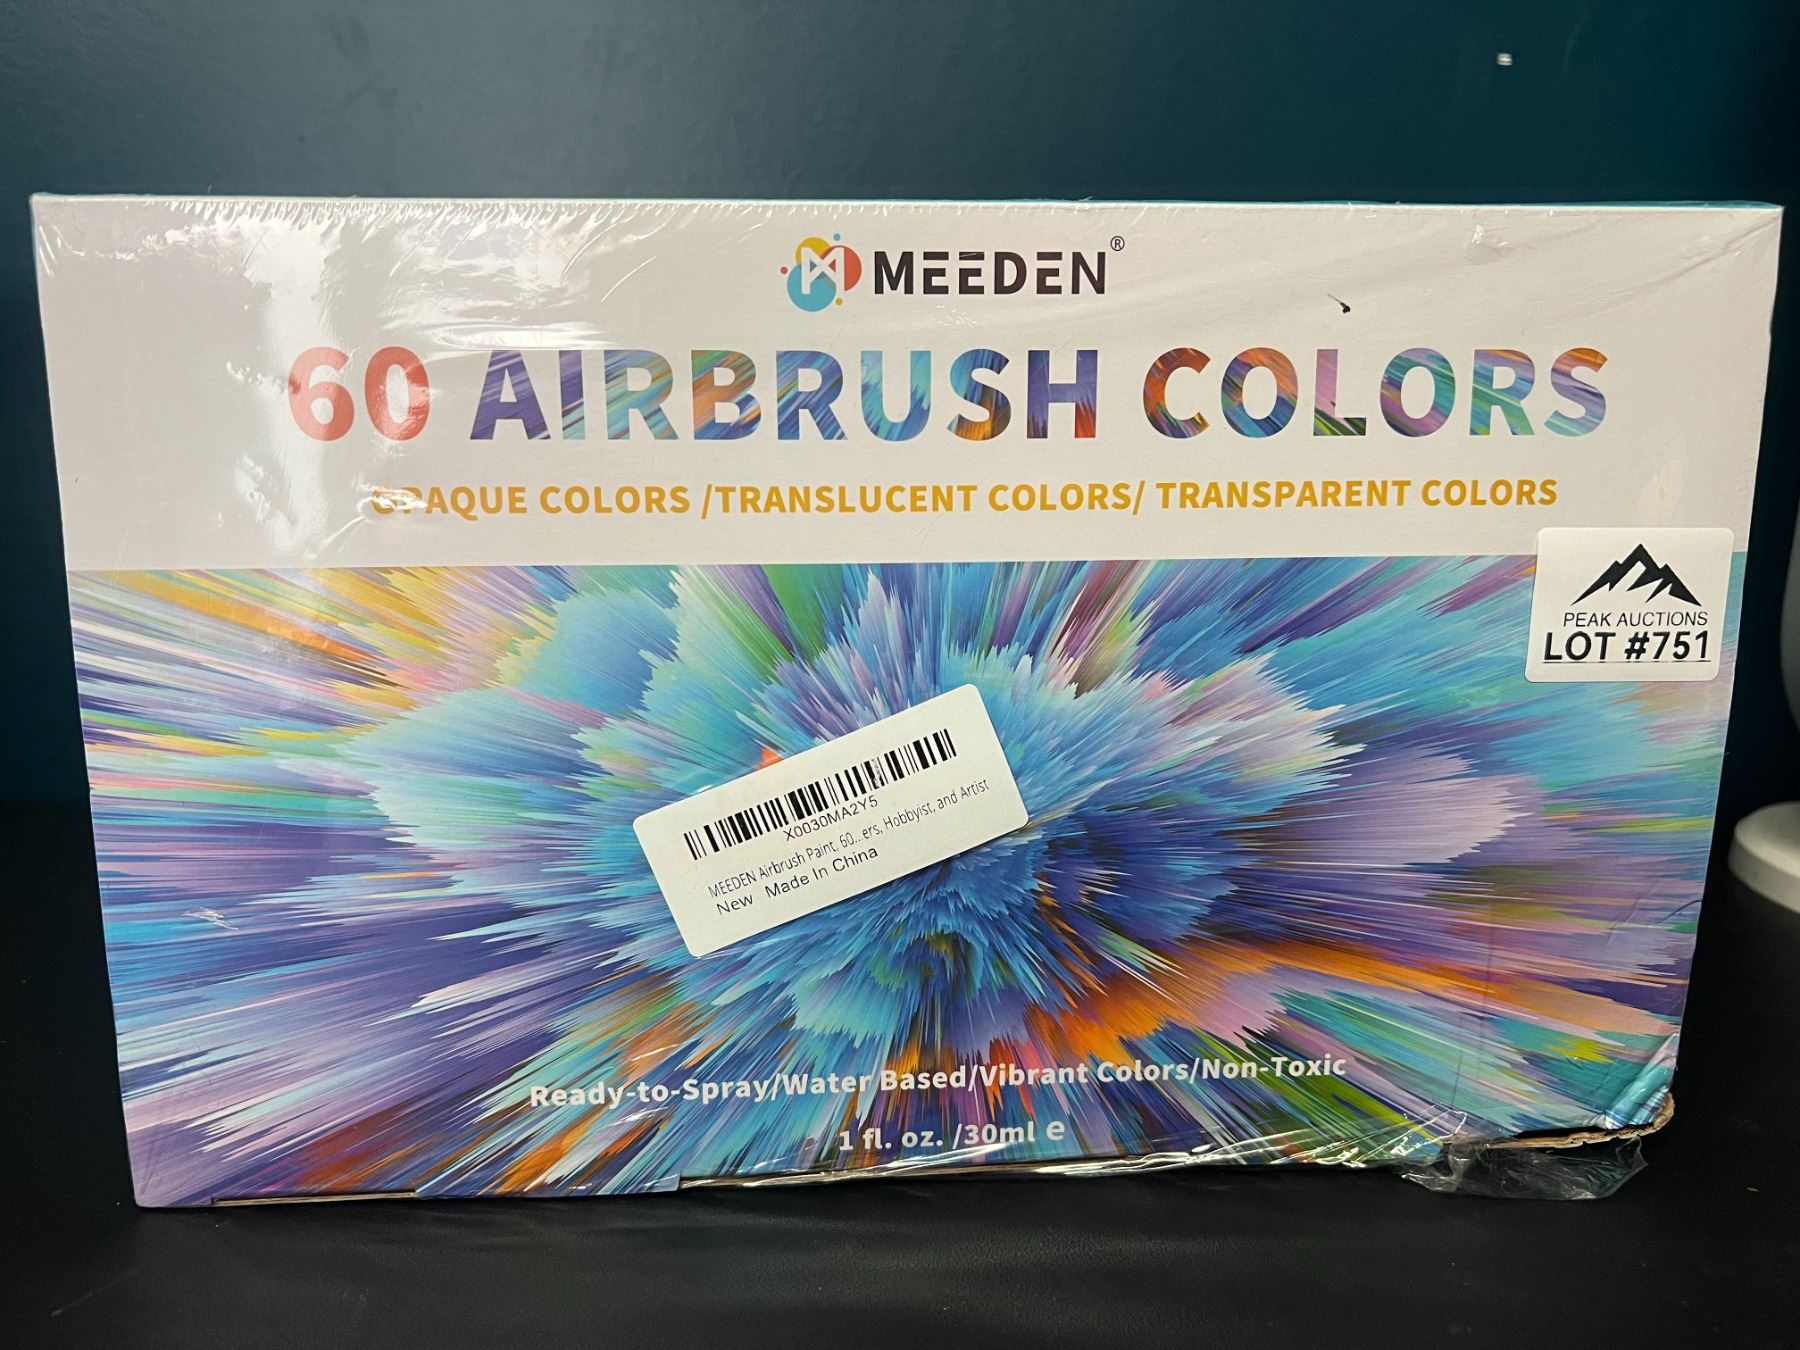 MEEDEN®
60 AIRBRUSH COLORS
OPAQUE COLORS /TRANSLUCENT COLORS/ TRANSPARENT COLORS
PEAK AUCTIONS
LOT #751
X0030MA2Y5
MEEDEN Airbrush Paint, 60...ers, Hobbyist, and Artist
New Made In China
Ready-to-Spray/Water Based/Vibrant Colors/Non-Toxic
1 fl. oz. /30ml e